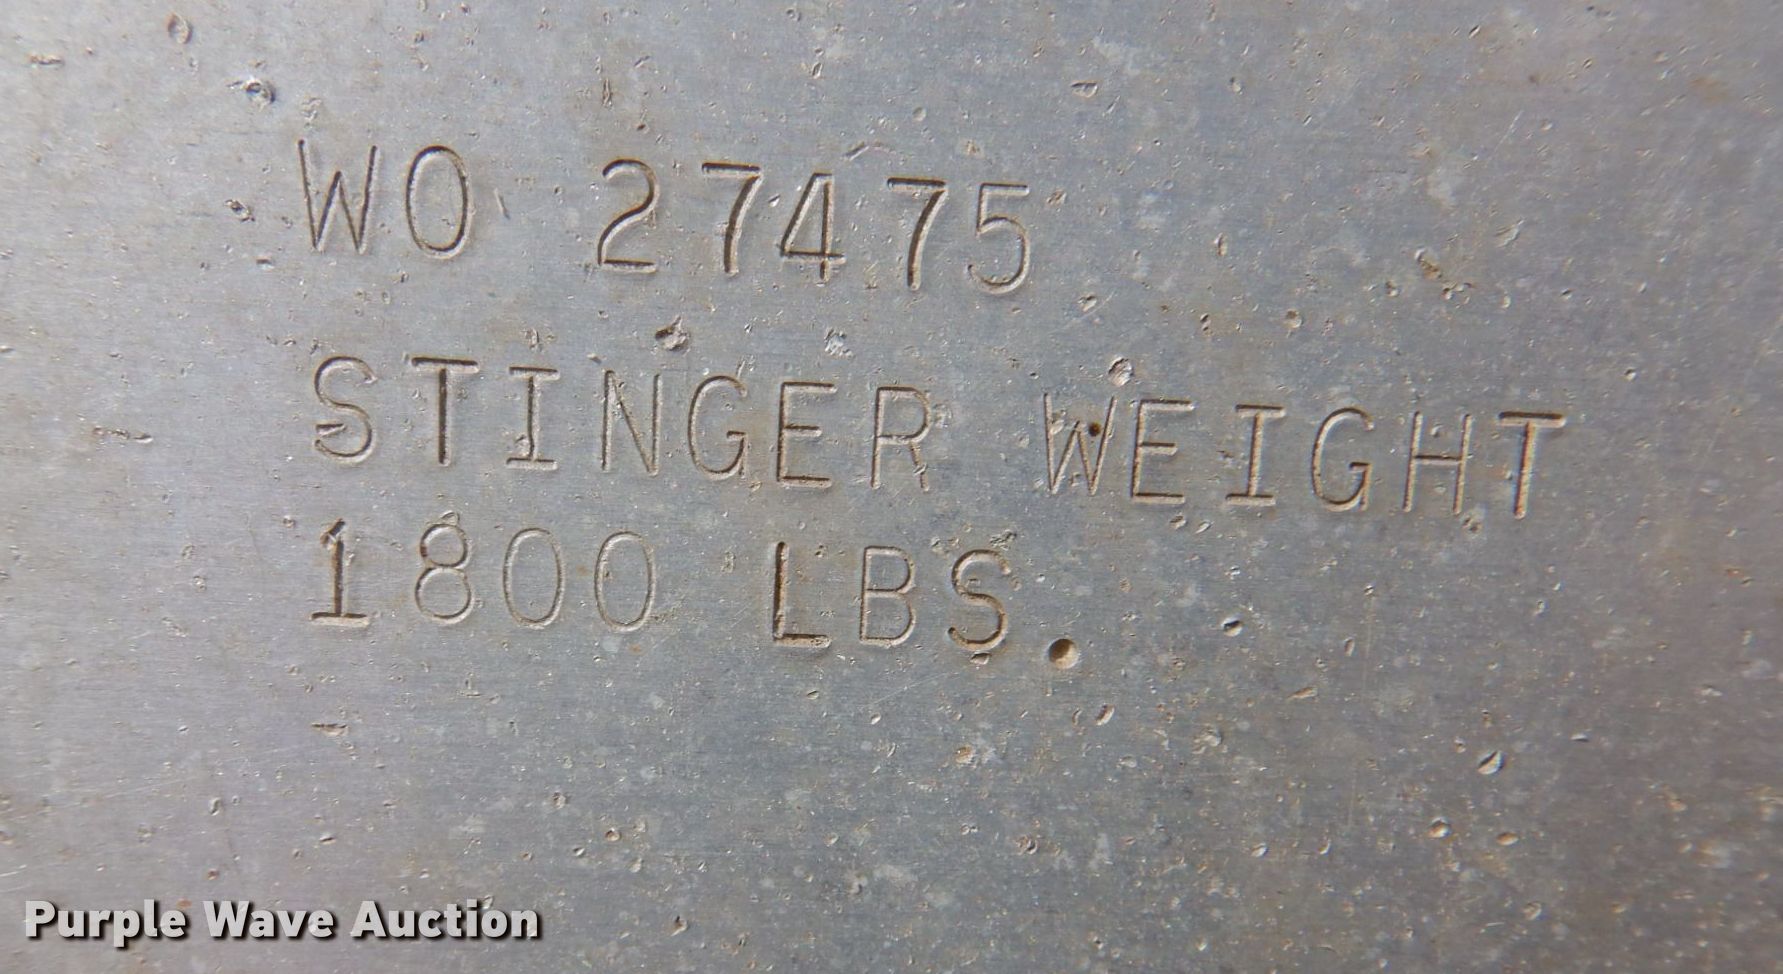 WO 27475
STINGER WEIGHT
1800 LBS.
Purple Wave Auction